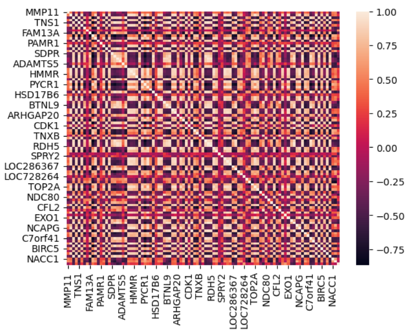 MMP11
TNS1
FAM13A
PAMR1
SDPR
ADAMTS5
HMMR
PYCR1
HSD17B6
BTNL9
ARHGAP20
CDK1
TNXB
RDH5
SPRY2
LOC286367
LOC728264
TOP2A
NDC80
CFL2
EXO1
NCAPG
C7orf41
BIRC5
NACC1
MMP11
TNS1
FAM13A
PAMR1
SDPR
ADAMTS5
HMMR
PYCR1
HSD17B6
BTNL9
ARHGAP20
CDK1
TNXB
RDH5
SPRY2
LOC286367
LOC728264
TOP2A
NDC80
CFL2
EXO1
NCAPG
C7orf41
BIRC5
NACC1
1.00
0.75
0.50
0.25
0.00
−0.25
−0.50
−0.75